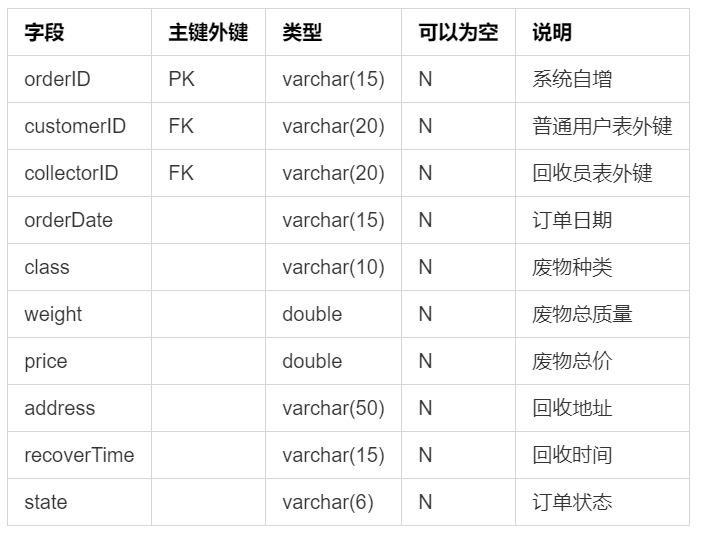 字段 主键外键 类型 可以为空 说明
orderID PK varchar(15) N 系统自增
customerID FK varchar(20) N 普通用户表外键
collectorID FK varchar(20) N 回收员表外键
orderDate varchar(15) N 订单日期
class varchar(10) N 废物种类
weight double N 废物总质量
price double N 废物总价
address varchar(50) N 回收地址
recoverTime varchar(15) N 回收时间
state varchar(6) N 订单状态